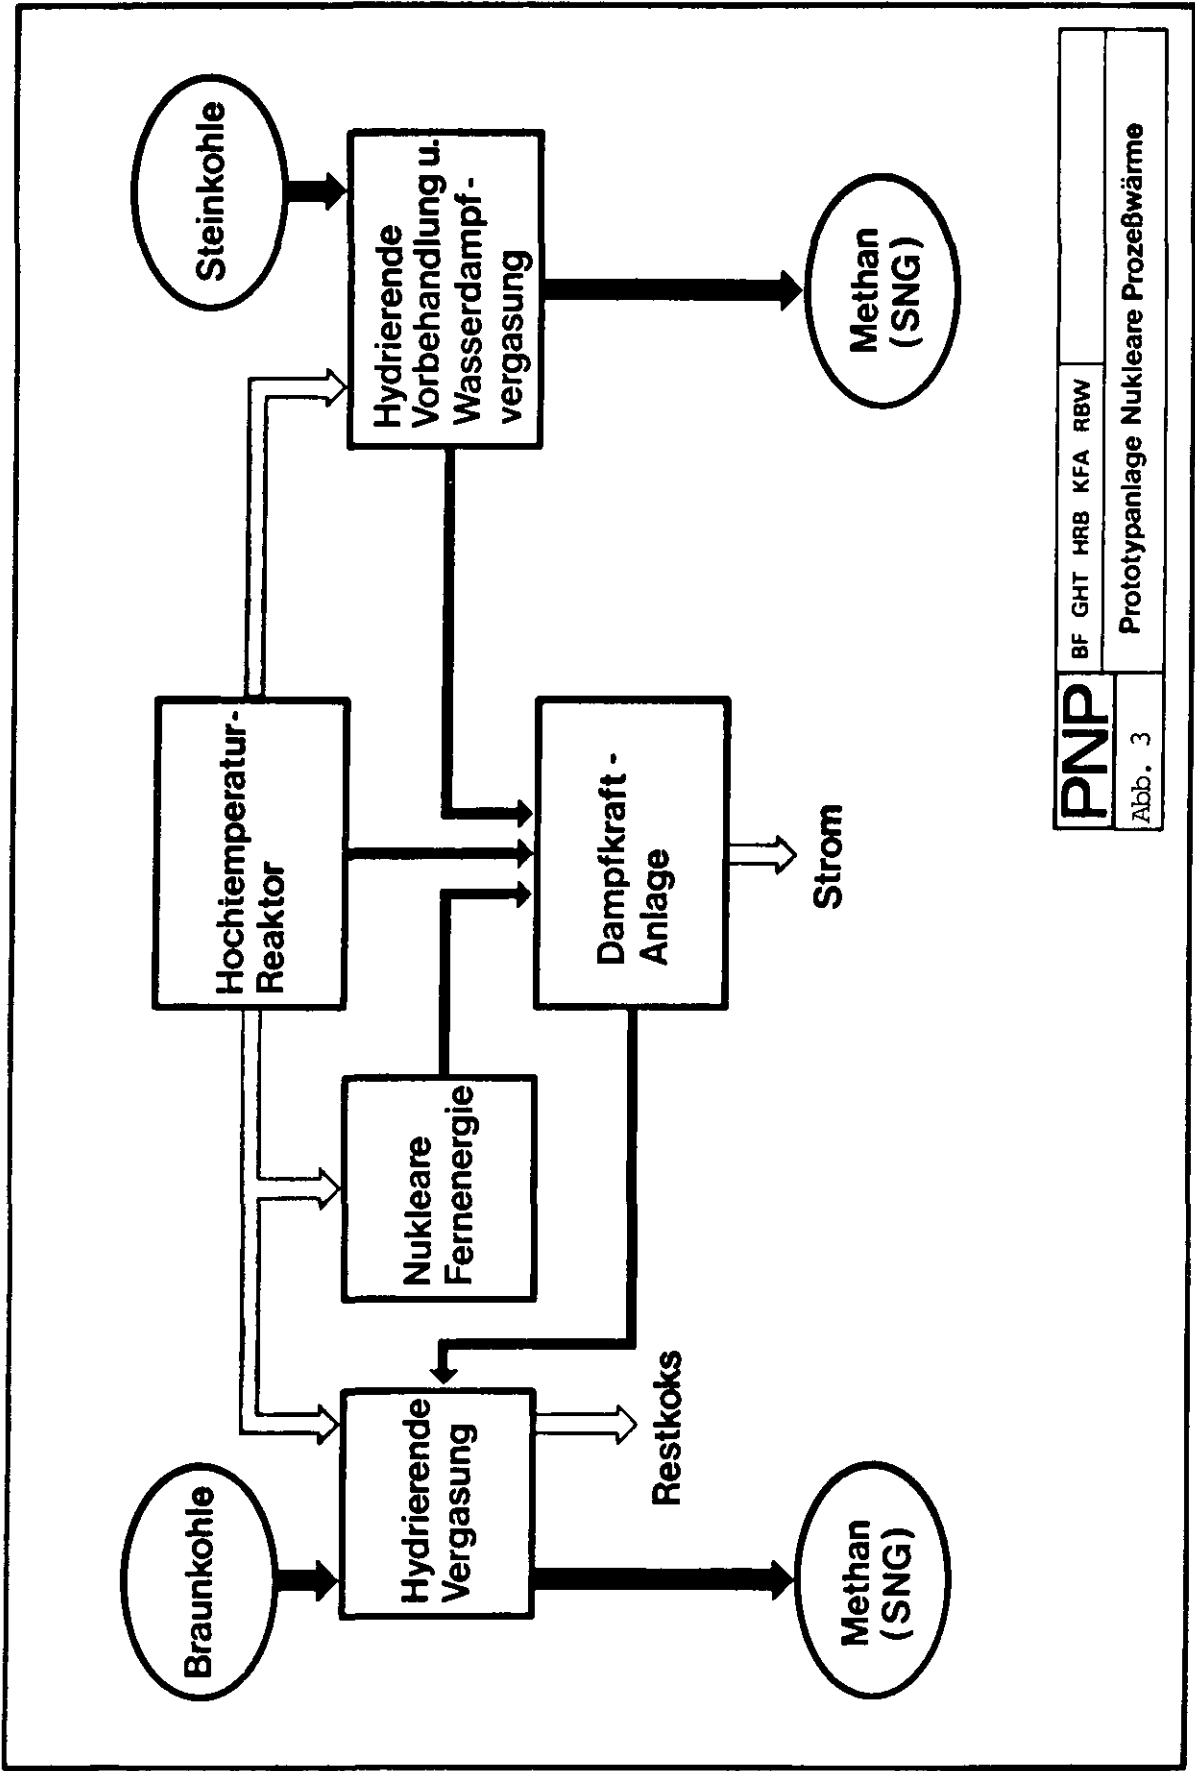 Braunkohle
Steinkohle
Hochtemperatur-
Reaktor
Hydrierende
Vergasung
Nukleare
Fernenergie
Hydrierende
Vorbehandlung u.
Wasserdampf-
vergasung
Dampfkraft-
Anlage
Restkoks
Strom
Methan
(SNG)
Methan
(SNG)
PNP
BF GHT HRB KFA RBW
Abb. 3
Prototypanlage Nukleare Prozeßwärme